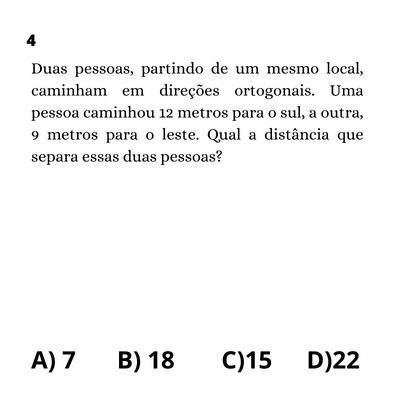 4
Duas pessoas, partindo de um mesmo local,
caminham em direções ortogonais. Uma
pessoa caminhou 12 metros para o sul, a outra,
9 metros para o leste. Qual a distância que
separa essas duas pessoas?
A) 7 B) 18 C)15 D)22